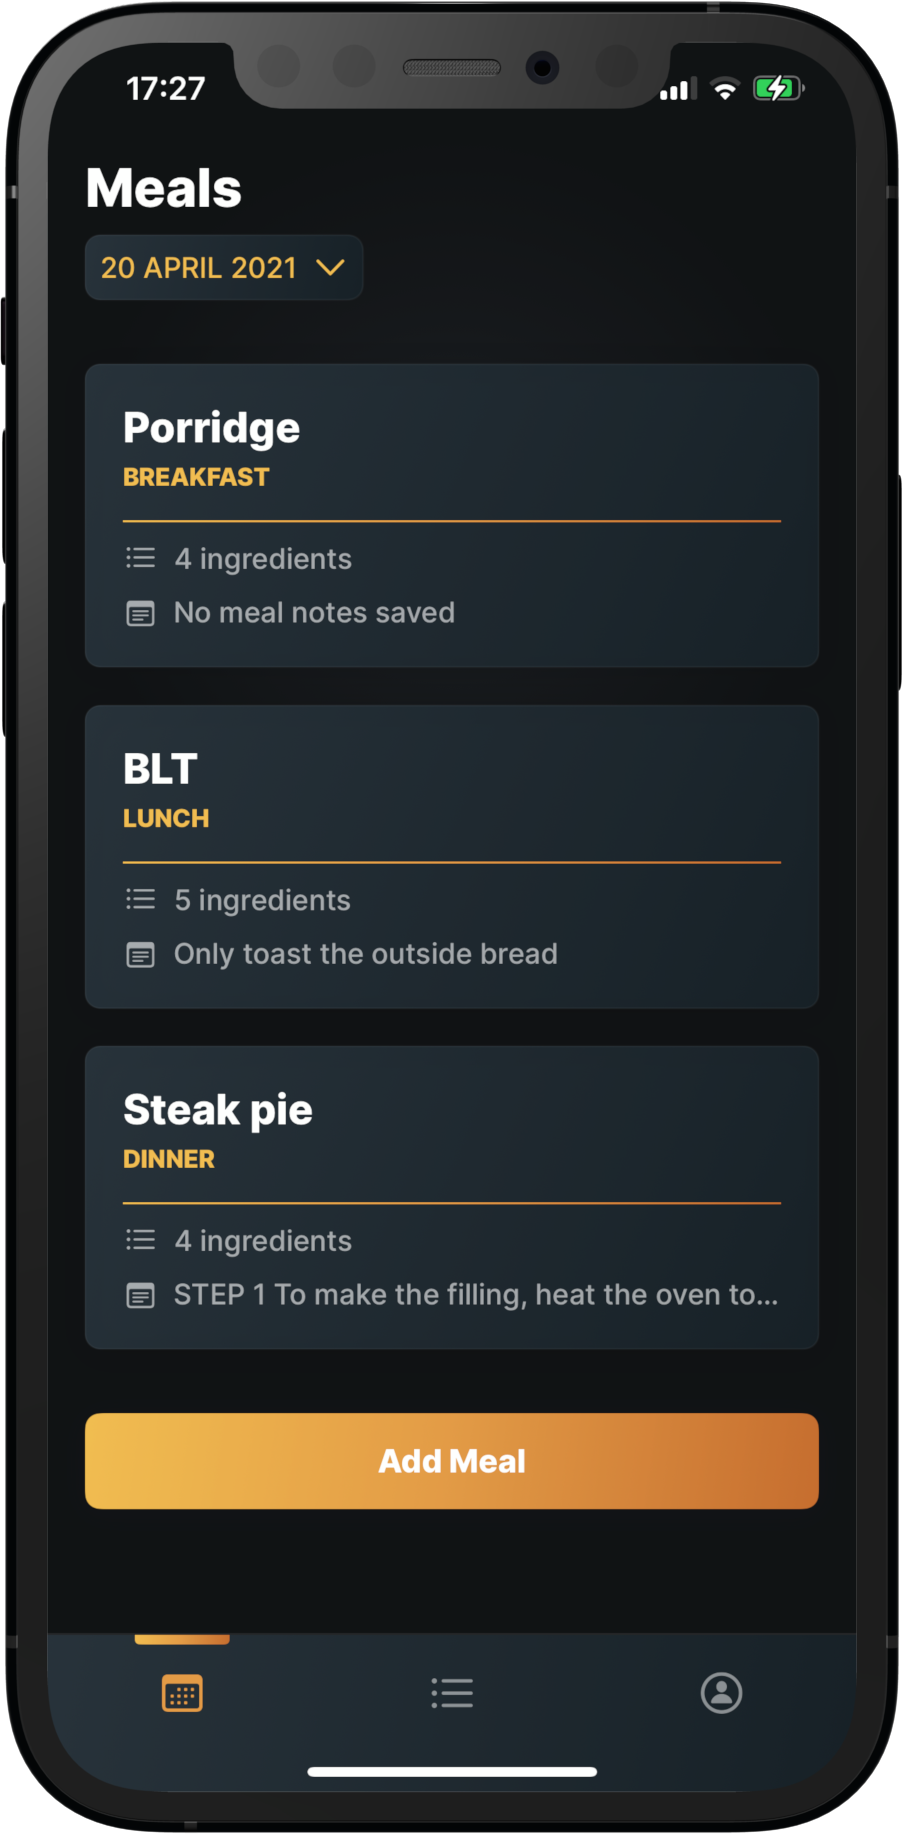 17:27
Meals
20 APRIL 2021
Porridge
BREAKFAST
4 ingredients
No meal notes saved
BLT
LUNCH
5 ingredients
Only toast the outside bread
Steak pie
DINNER
4 ingredients
STEP 1 To make the filling, heat the oven to...
Add Meal